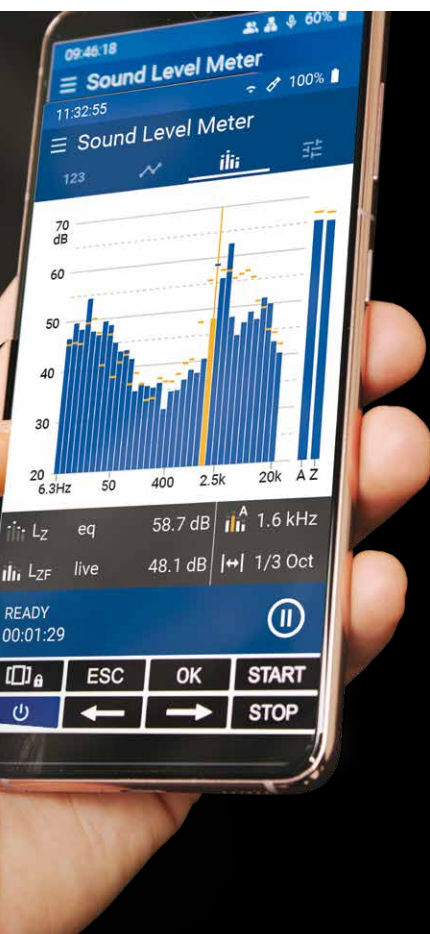 09:46:18 60%
Sound Level Meter
11:32:55 100%
Sound Level Meter
123
70
dB
60
50
40
30
20
6.3Hz 50 400 2.5k 20k A Z
LZ eq 58.7 dB A 1.6 kHz
LZF live 48.1 dB 1/3 Oct
READY
00:01:29
ESC OK START
STOP